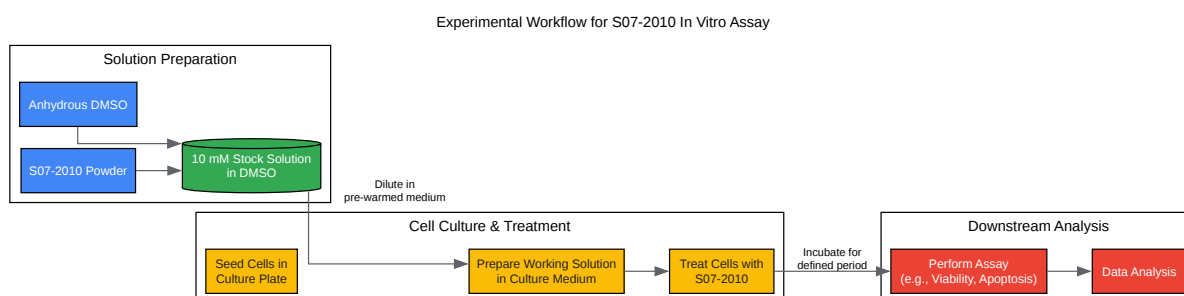 Experimental Workflow for S07-2010 In Vitro Assay
Solution Preparation
Anhydrous DMSO
S07-2010 Powder
10 mM Stock Solution
in DMSO
Dilute in
pre-warmed medium
Cell Culture & Treatment
Seed Cells in
Culture Plate
Prepare Working Solution
in Culture Medium
Treat Cells with
S07-2010
Incubate for
defined period
Downstream Analysis
Perform Assay
(e.g., Viability, Apoptosis)
Data Analysis